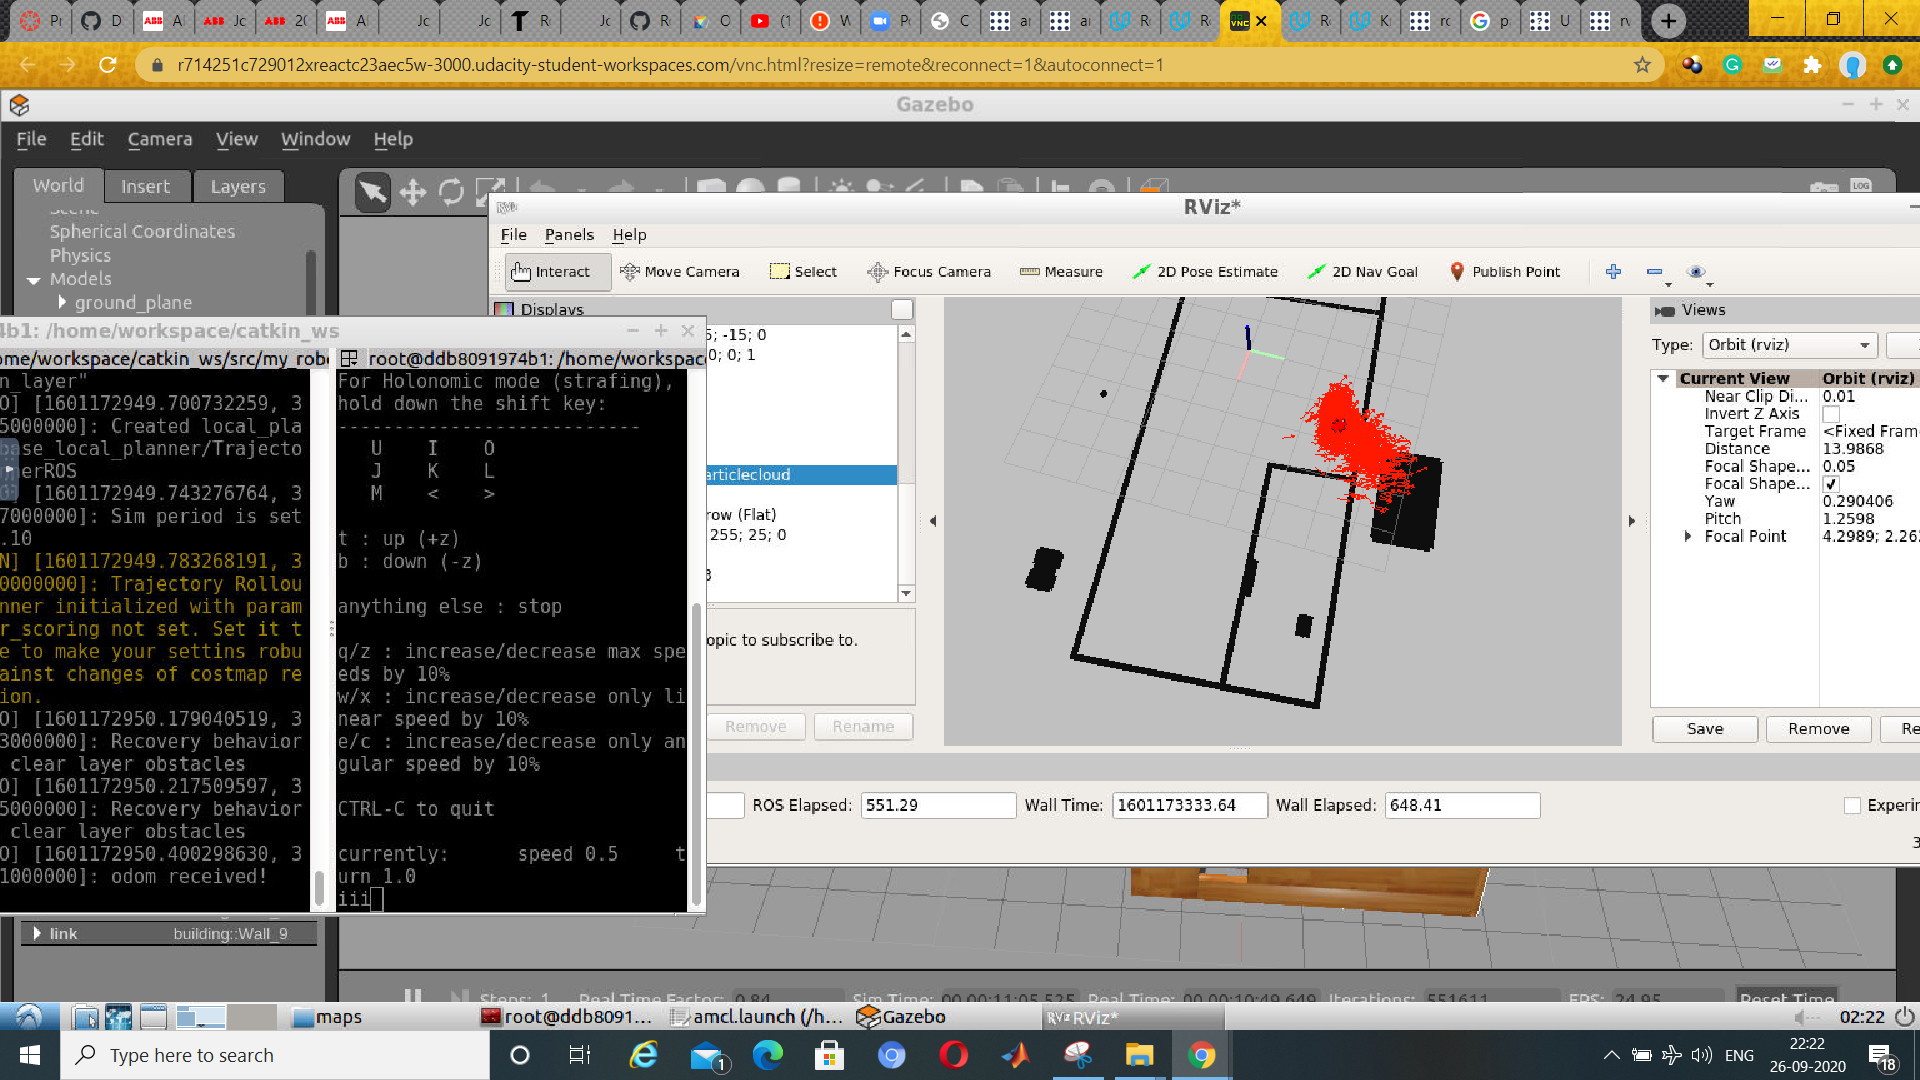 r714251c729012xreactc23aec5w-3000.udacity-student-workspaces.com/vnc.html?resize=remote&reconnect=1&autoconnect=1
Gazebo
File Edit Camera View Window Help
World Insert Layers
Spherical Coordinates
Physics
Models
ground_plane
link building::Wall_9
4b1: /home/workspace/catkin_ws
ome/workspace/catkin_ws/src/my_rob
n_layer"
O] [1601172949.700732259, 3
5000000]: Created local_pla
base_local_planner/Trajecto
nerROS
[1601172949.743276764, 3
7000000]: Sim period is set
.10
N] [1601172949.783268191, 3
0000000]: Trajectory Rollou
nner initialized with param
r_scoring not set. Set it t
e to make your settins robu
ainst changes of costmap re
ion.
O] [1601172950.179040519, 3
3000000]: Recovery behavior
clear layer obstacles
O] [1601172950.217509597, 3
5000000]: Recovery behavior
clear layer obstacles
O] [1601172950.400298630, 3
1000000]: odom received!
root@ddb8091974b1: /home/workspac
For Holonomic mode (strafing),
hold down the shift key:
---------------------------
U I O
J K L
M < >
t : up (+z)
b : down (-z)
anything else : stop
q/z : increase/decrease max spe
eds by 10%
w/x : increase/decrease only li
near speed by 10%
e/c : increase/decrease only an
gular speed by 10%
CTRL-C to quit
currently: speed 0.5 t
urn 1.0
iii
RViz*
File Panels Help
Interact Move Camera Select Focus Camera Measure 2D Pose Estimate 2D Nav Goal Publish Point
Displays
; -15; 0
0; 0; 1
articlecloud
row (Flat)
255; 25; 0
opic to subscribe to.
Remove Rename
Views
Type: Orbit (rviz)
Current View Orbit (rviz)
Near Clip Di... 0.01
Invert Z Axis
Target Frame <Fixed Frame
Distance 13.9868
Focal Shape... 0.05
Focal Shape... ✓
Yaw 0.290406
Pitch 1.2598
Focal Point 4.2989; 2.26
Save Remove Re
ROS Elapsed: 551.29 Wall Time: 1601173333.64 Wall Elapsed: 648.41 Experi
Steps: 1 Real Time Factor: 0.84 Sim Time: 00 00:11:05.525 Real Time: 00 00:10:49.649 Iterations: 551611 FPS: 24.95 Reset Time
maps root@ddb8091... amcl.launch (/h... Gazebo RViz* 02:22
Type here to search
ENG 22:22
26-09-2020
18